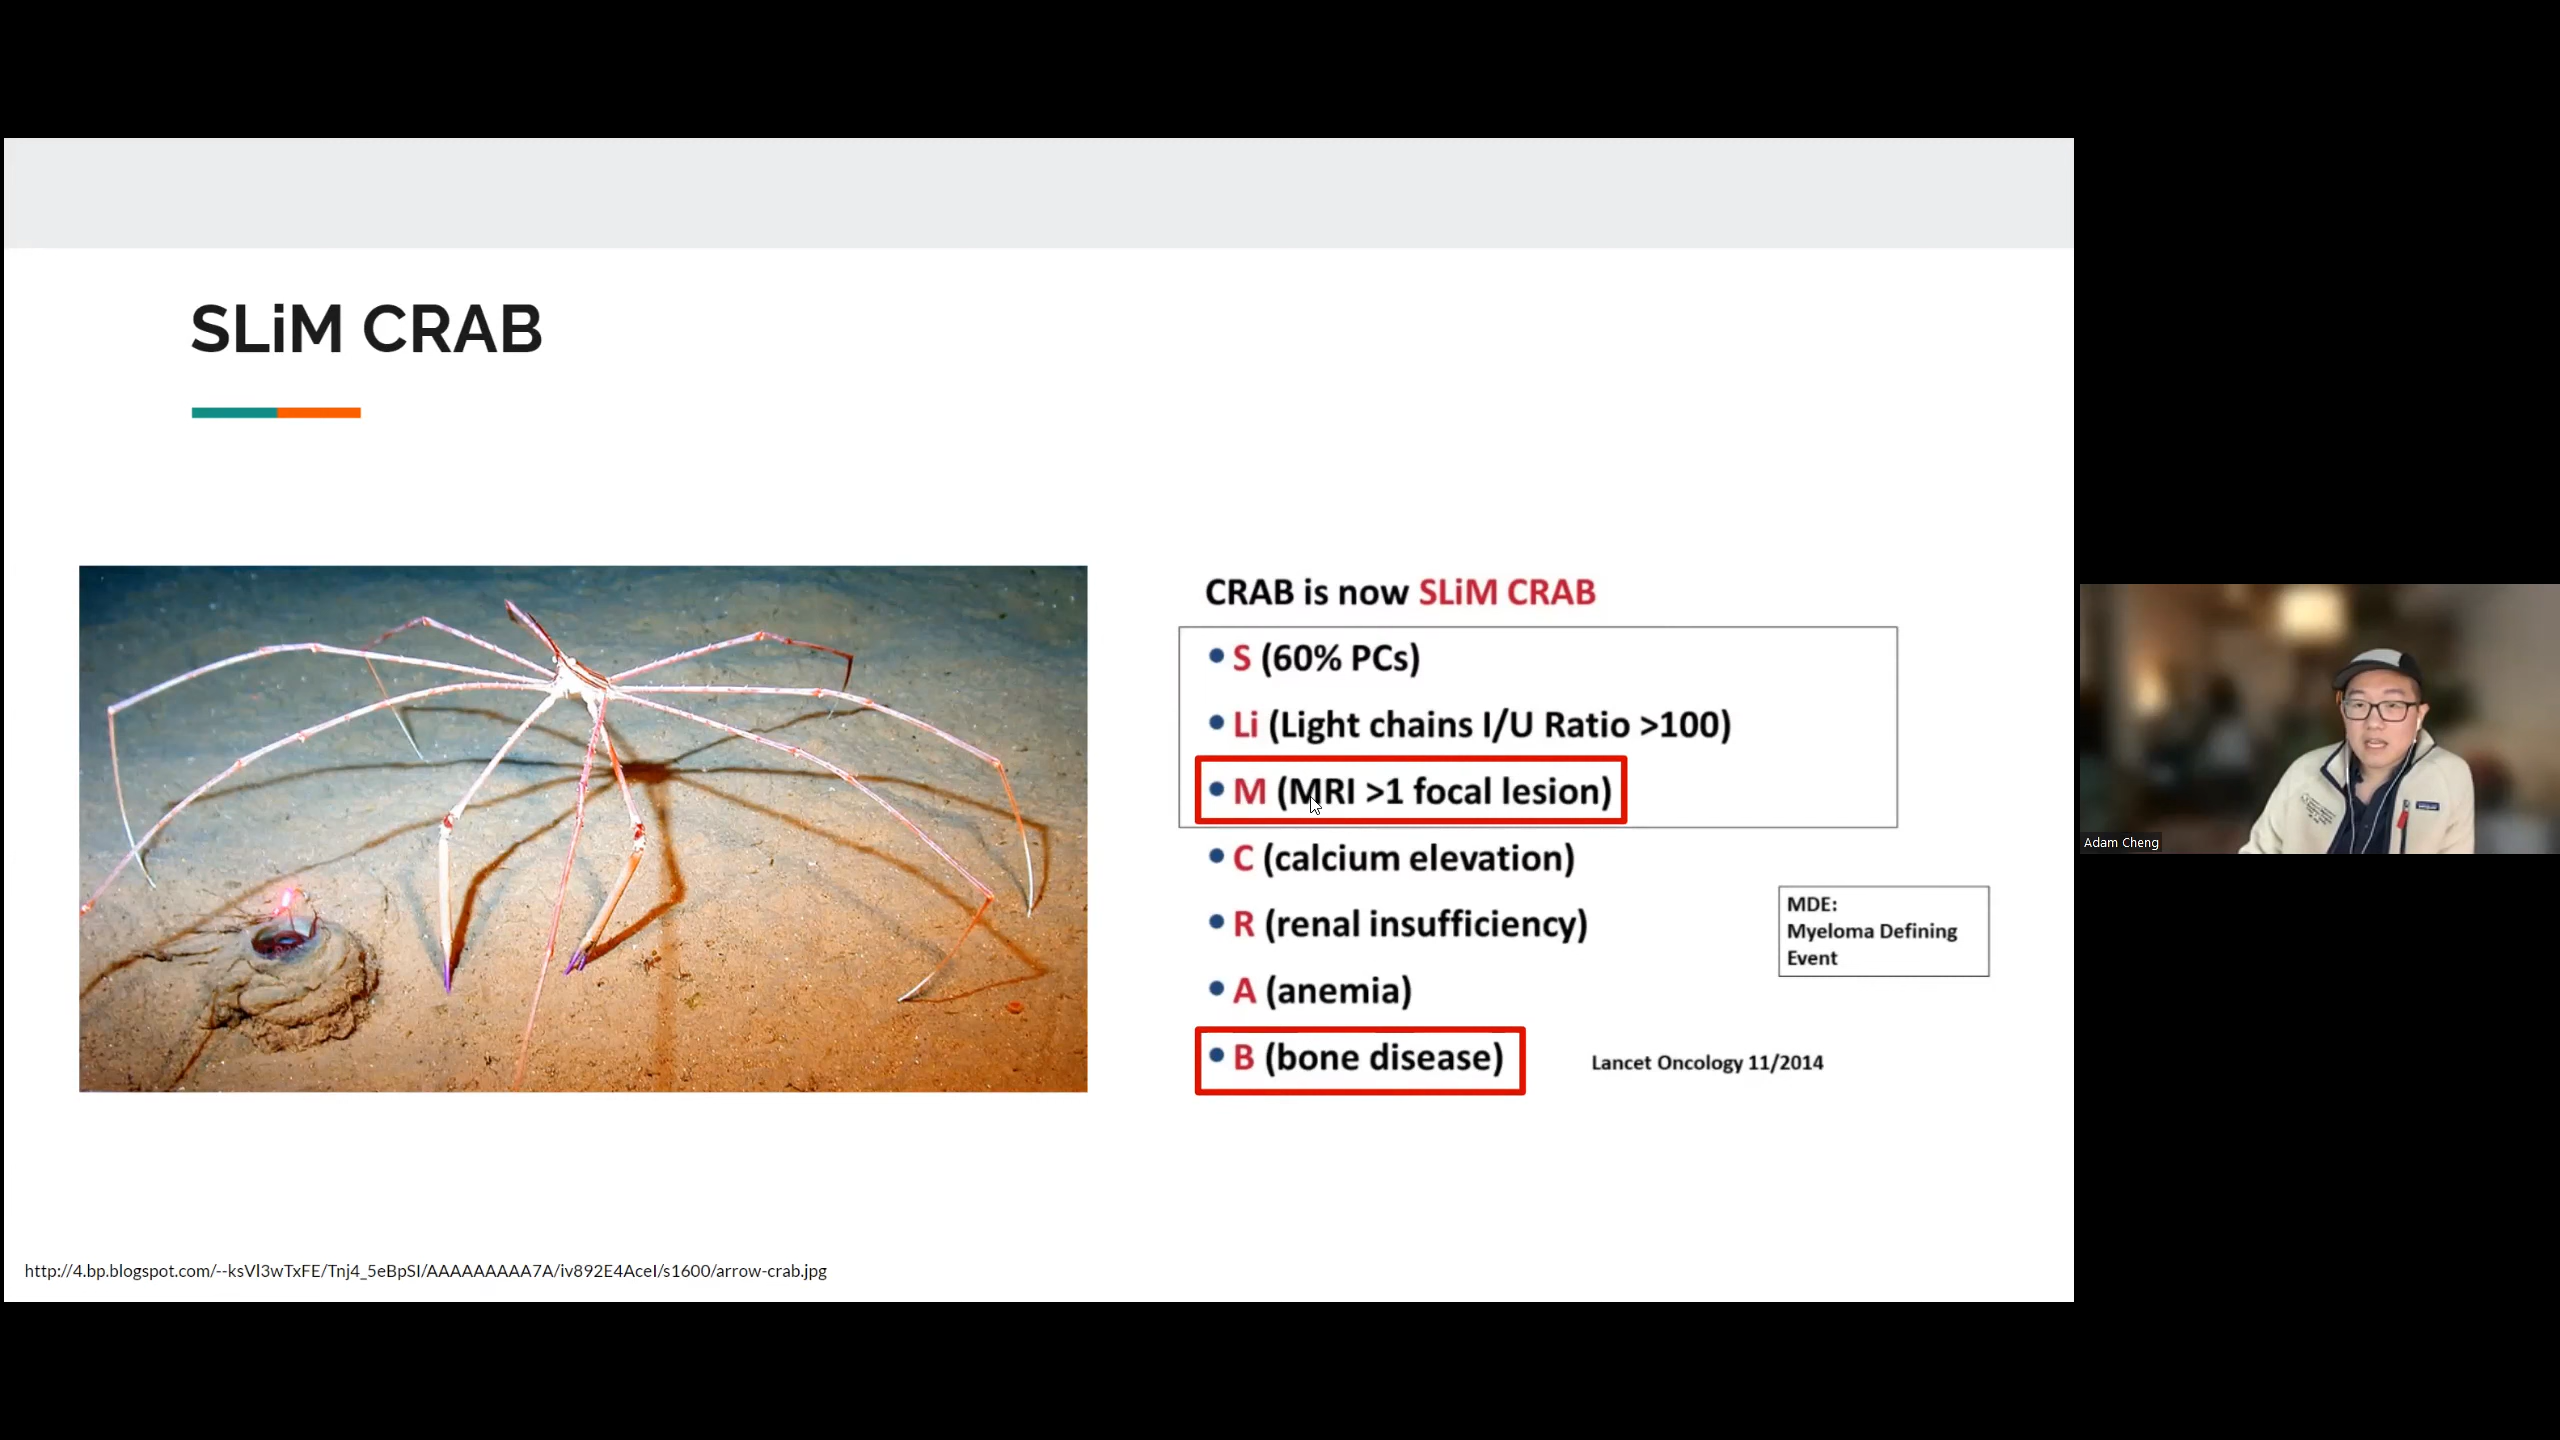 SLiM CRAB
CRAB is now SLiM CRAB
• S (60% PCs)
• Li (Light chains I/U Ratio >100)
• M (MRI >1 focal lesion)
• C (calcium elevation)
• R (renal insufficiency)
• A (anemia)
• B (bone disease)
MDE:
Myeloma Defining
Event
Lancet Oncology 11/2014
http://4.bp.blogspot.com/--ksVl3wTxFE/Tnj4_5eBpSI/AAAAAAAAA7A/iv892E4AceI/s1600/arrow-crab.jpg
Adam Cheng